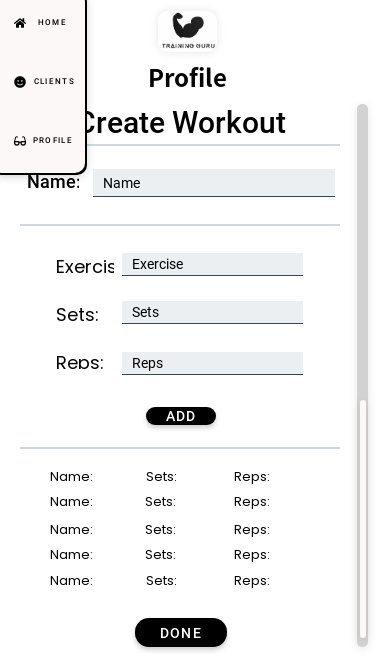 HOME
CLIENTS
PROFILE
TRAINING GURU
Profile
Create Workout
Name: Name
Exercis Exercise
Sets: Sets
Reps: Reps
ADD
Name: Sets: Reps:
Name: Sets: Reps:
Name: Sets: Reps:
Name: Sets: Reps:
Name: Sets: Reps:
DONE